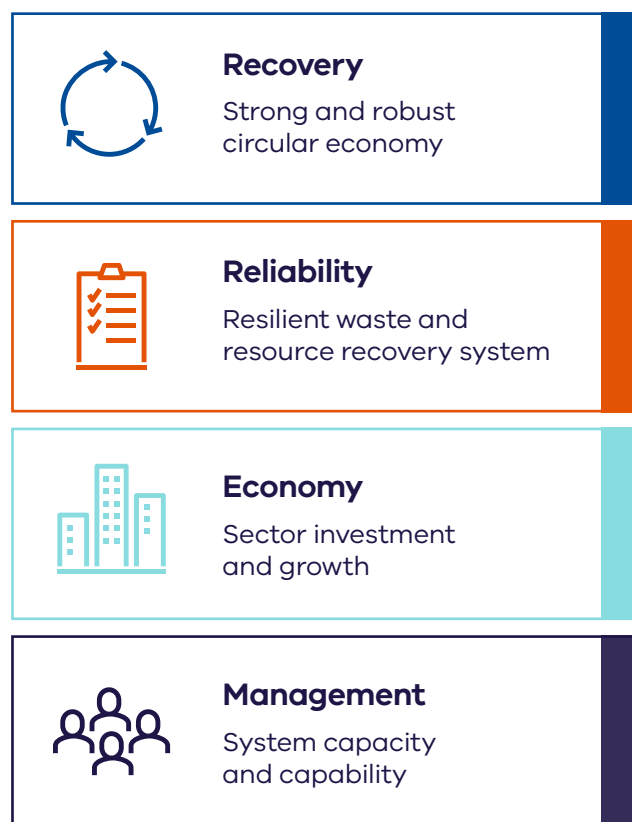 Recovery
Strong and robust
circular economy
Reliability
Resilient waste and
resource recovery system
Economy
Sector investment
and growth
Management
System capacity
and capability